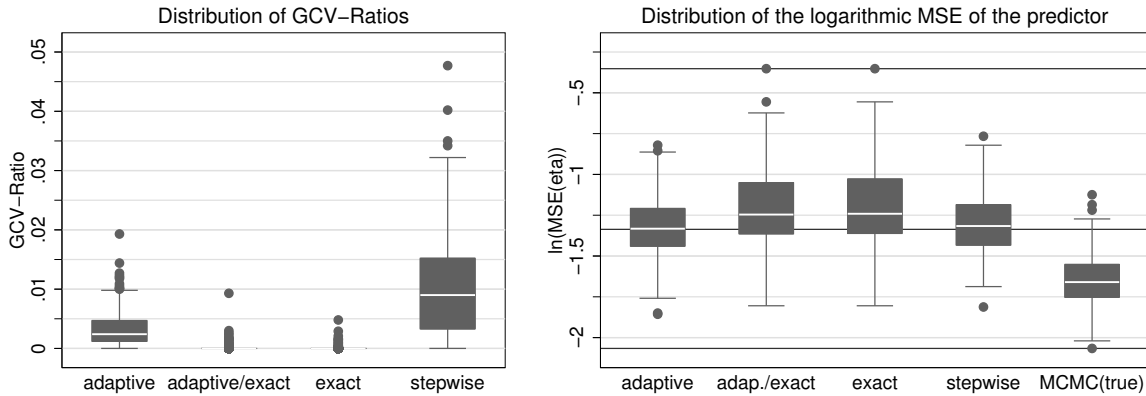 Distribution of GCV−Ratios
GCV−Ratio
.05
.04
.03
.02
.01
0
adaptive adaptive/exact exact stepwise
Distribution of the logarithmic MSE of the predictor
ln(MSE(eta))
−.5
−1
−1.5
−2
adaptive adap./exact exact stepwise MCMC(true)